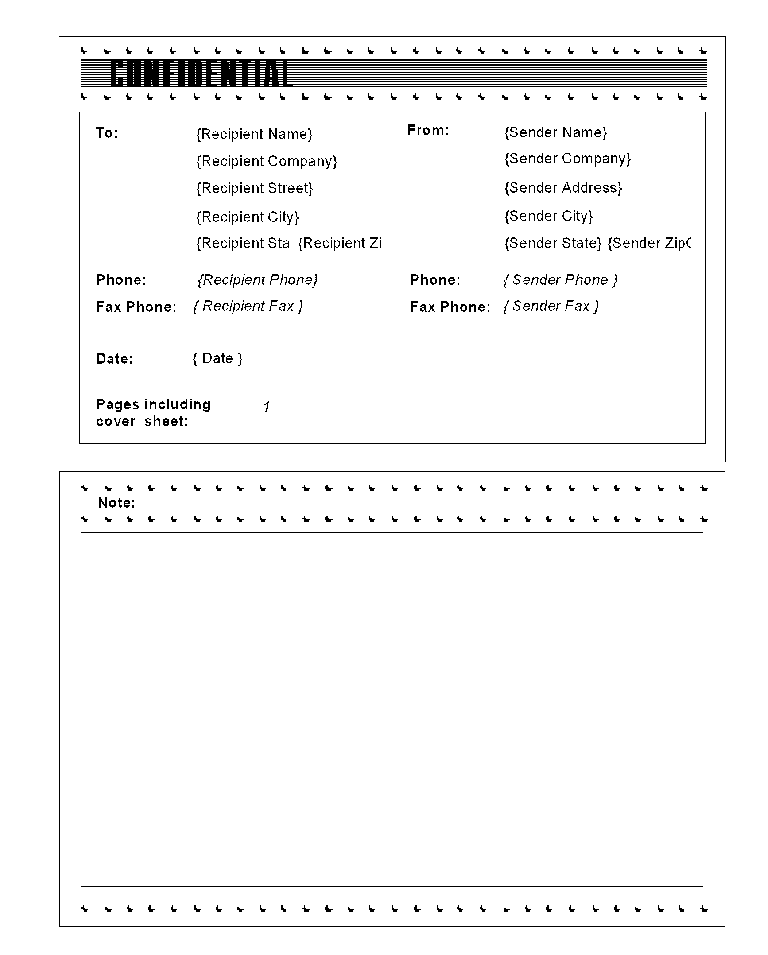 CONFIDENTIAL
To: {Recipient Name} From: {Sender Name}
{Recipient Company} {Sender Company}
{Recipient Street} {Sender Address}
{Recipient City} {Sender City}
{Recipient Sta {Recipient Zi {Sender State} {Sender Zip
Phone: {Recipient Phone} Phone: { Sender Phone }
Fax Phone: { Recipient Fax } Fax Phone: { Sender Fax }
Date: { Date }
Pages including 1
cover sheet:
Note: